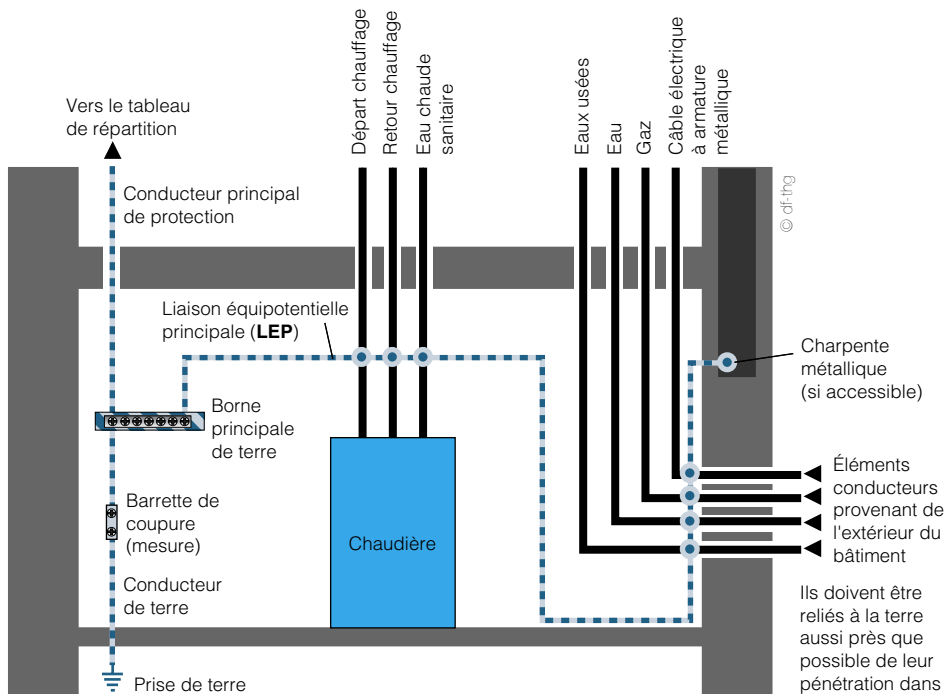 Départ chauffage
Retour chauffage
Eau chaude
sanitaire
Eaux usées
Eau
Gaz
Câble électrique
à armature
métallique
Vers le tableau
de répartition
Conducteur principal
de protection
© df-thg
Liaison équipotentielle
principale (LEP)
Charpente
métallique
(si accessible)
Borne
principale
de terre
Éléments
conducteurs
provenant de
l'extérieur du
bâtiment
Barrette de
coupure
(mesure)
Chaudière
Conducteur
de terre
Ils doivent être
reliés à la terre
aussi près que
possible de leur
pénétration dans
Prise de terre